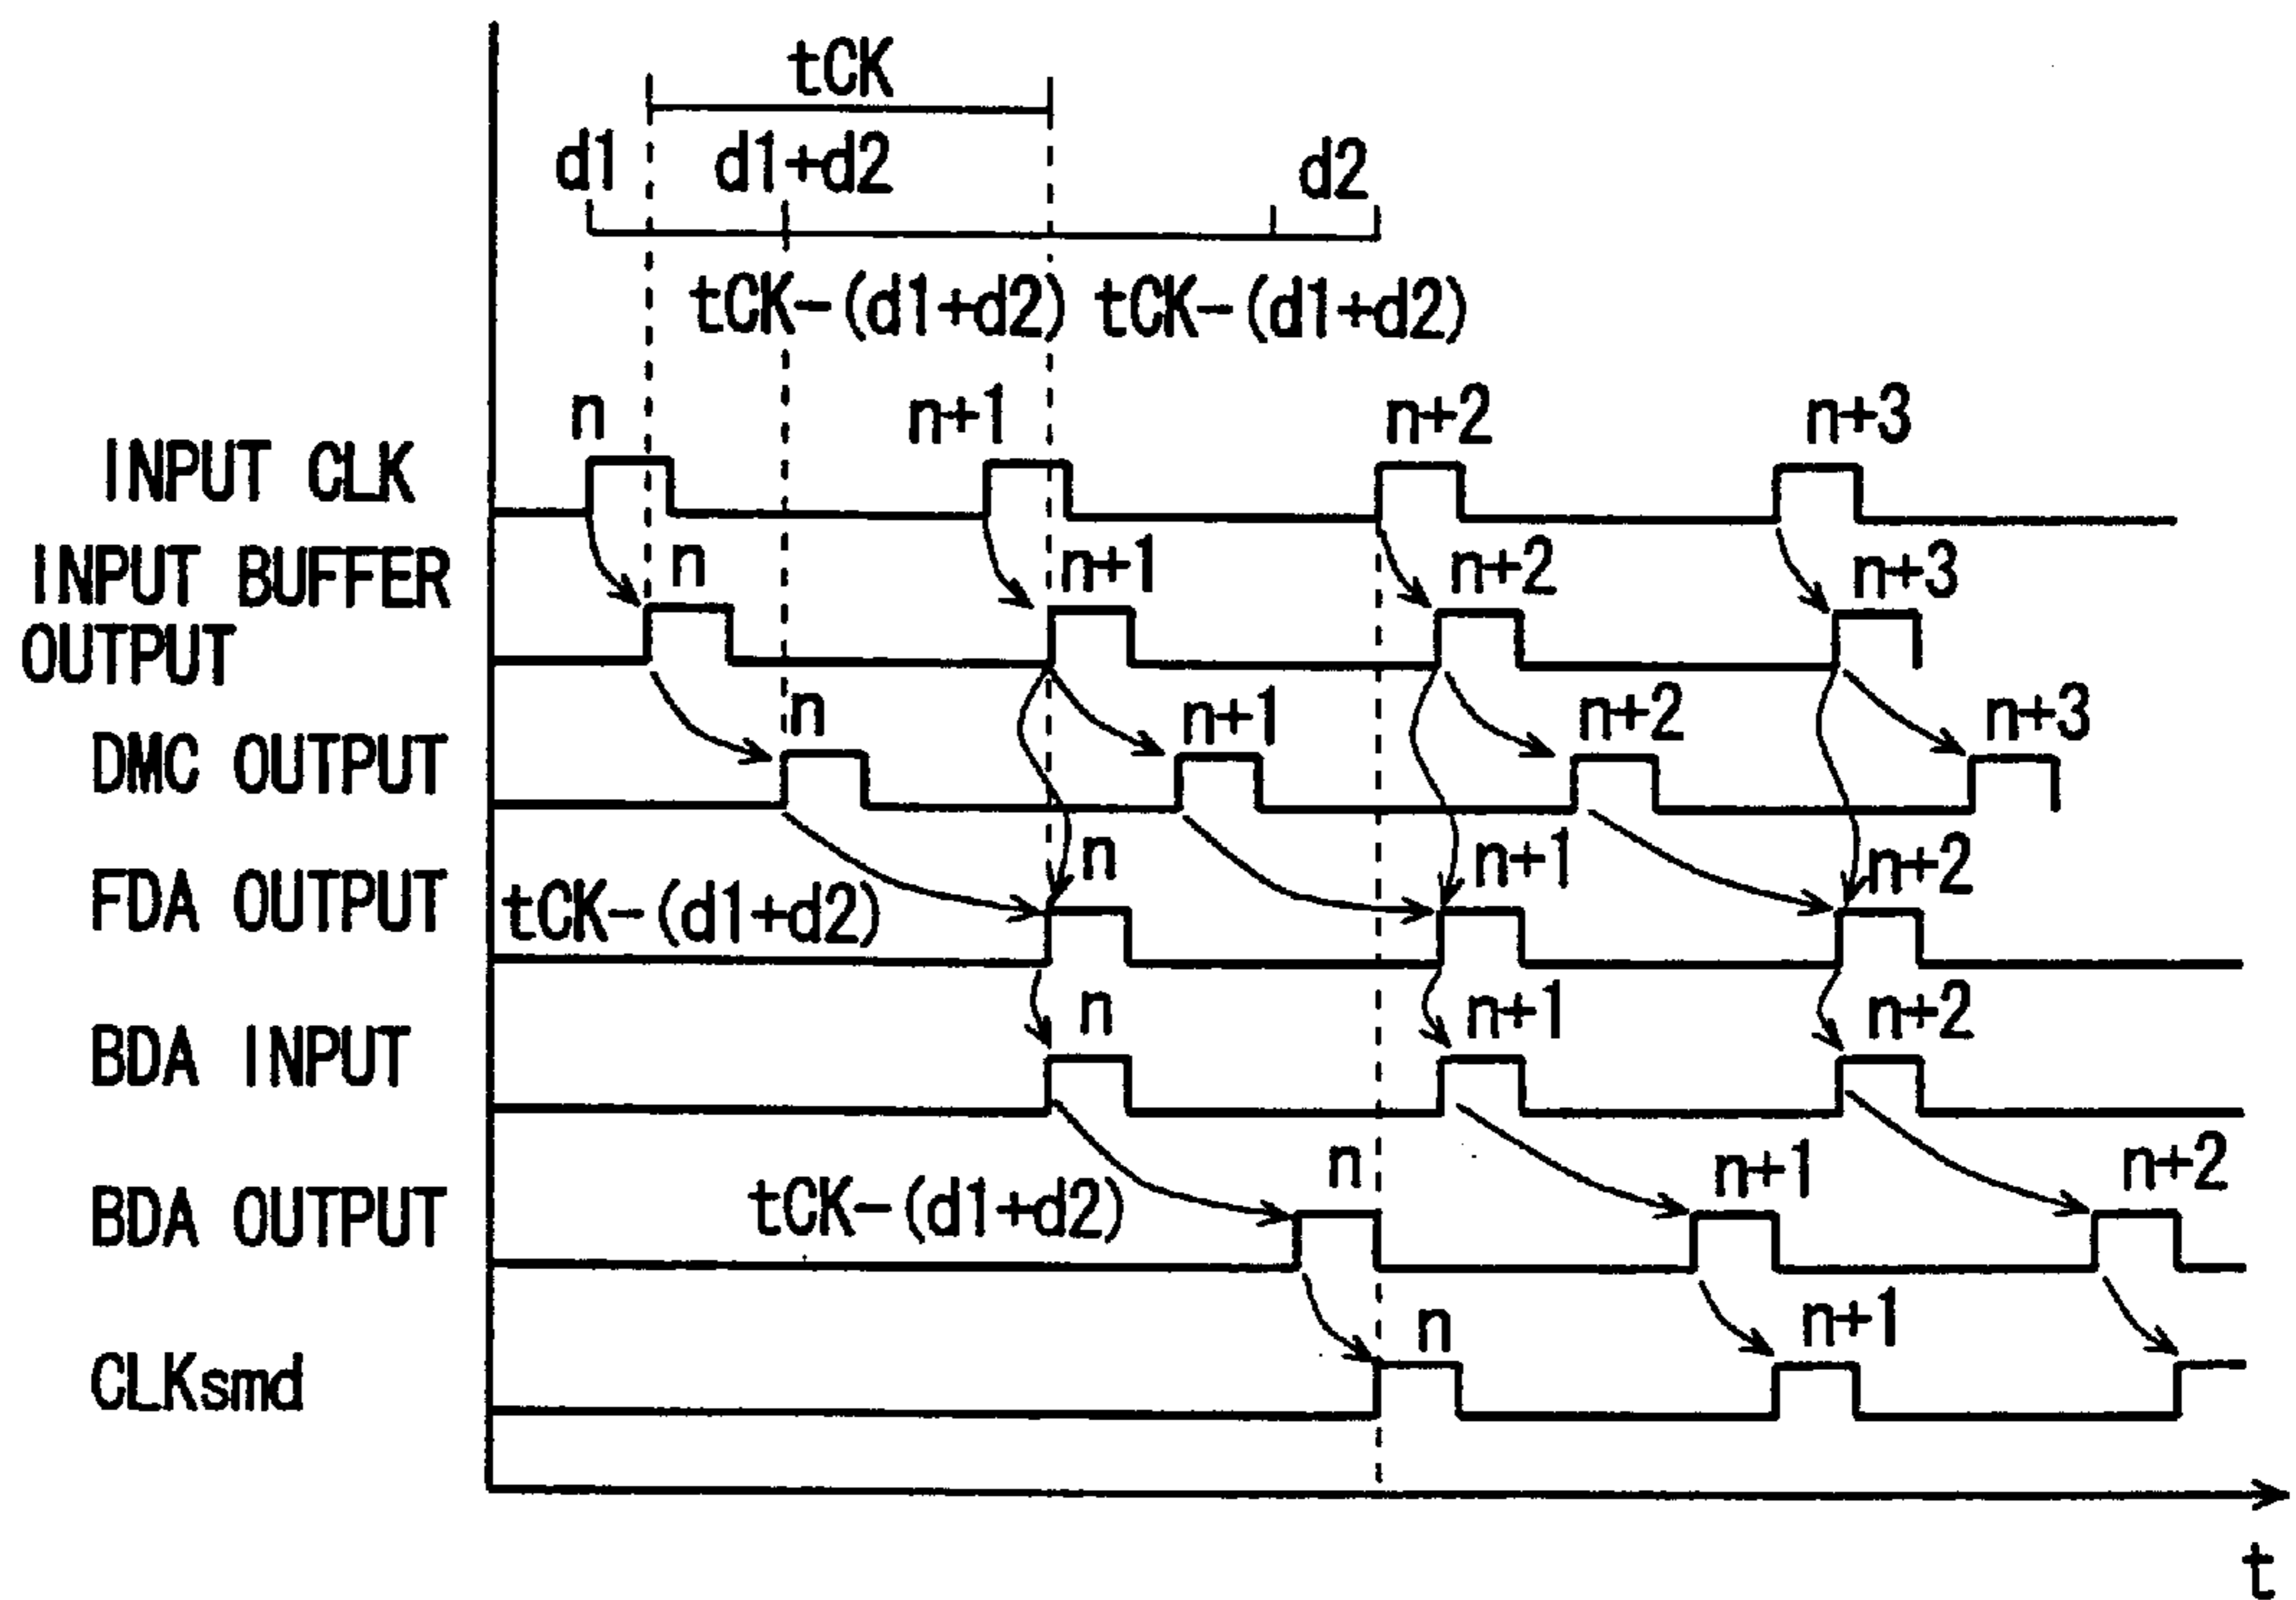 tCK
d1 d1+d2 d2
tCK-(d1+d2) tCK-(d1+d2)
n n+1 n+2 n+3
INPUT CLK
n n+1 n+2 n+3
INPUT BUFFER
OUTPUT
n n+1 n+2 n+3
DMC OUTPUT
n n+1 n+2
FDA OUTPUT tCK-(d1+d2)
n n+1 n+2
BDA INPUT
n n+1 n+2
BDA OUTPUT tCK-(d1+d2)
n n+1
CLKsmd
t